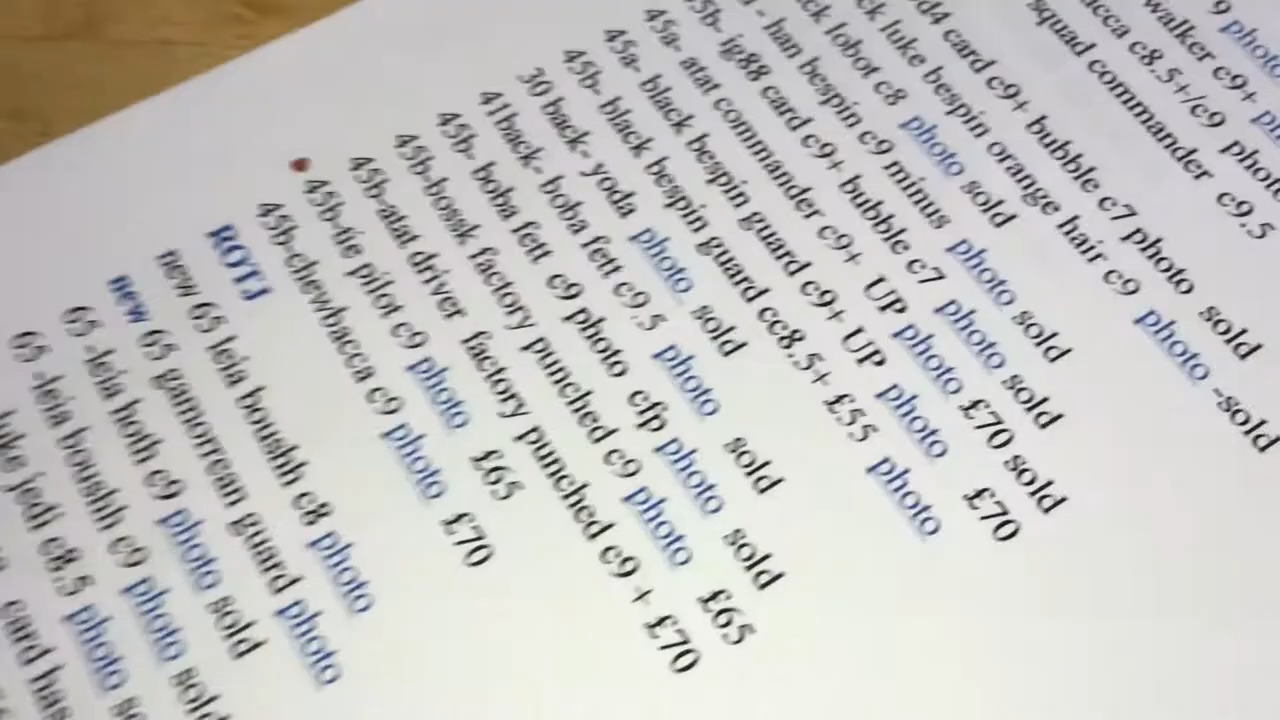 9 photo
walker c9+
acca c8.5+/c9 photo
squad commander c9.5
d4 card c9+ bubble c7 photo sold
ck luke bespin orange hair c9 photo -sold
ck lobot c8 photo sold
- han bespin c9 minus photo sold
5b- ig88 card c9+ bubble c7 photo sold
45a- atat commander c9+ UP photo £70 sold
45a- black bespin guard c9+ UP photo £70
45b- black bespin guard cc8.5+ £55 photo
30 back- yoda photo sold
41back- boba fett c9.5 photo sold
45b- boba fett c9 photo cfp photo sold
45b-bossk factory punched c9 photo £65
45b-atat driver factory punched c9 + £70
45b-tie pilot c9 photo £65
45b-chewbacca c9 photo £70
ROTJ
new 65 leia boushh c8 photo
new 65 gamorrean guard photo
65 -leia hoth c9 photo sold
65 -leia boushh c9 photo sold
luke jedi c8.5 photo so
card has